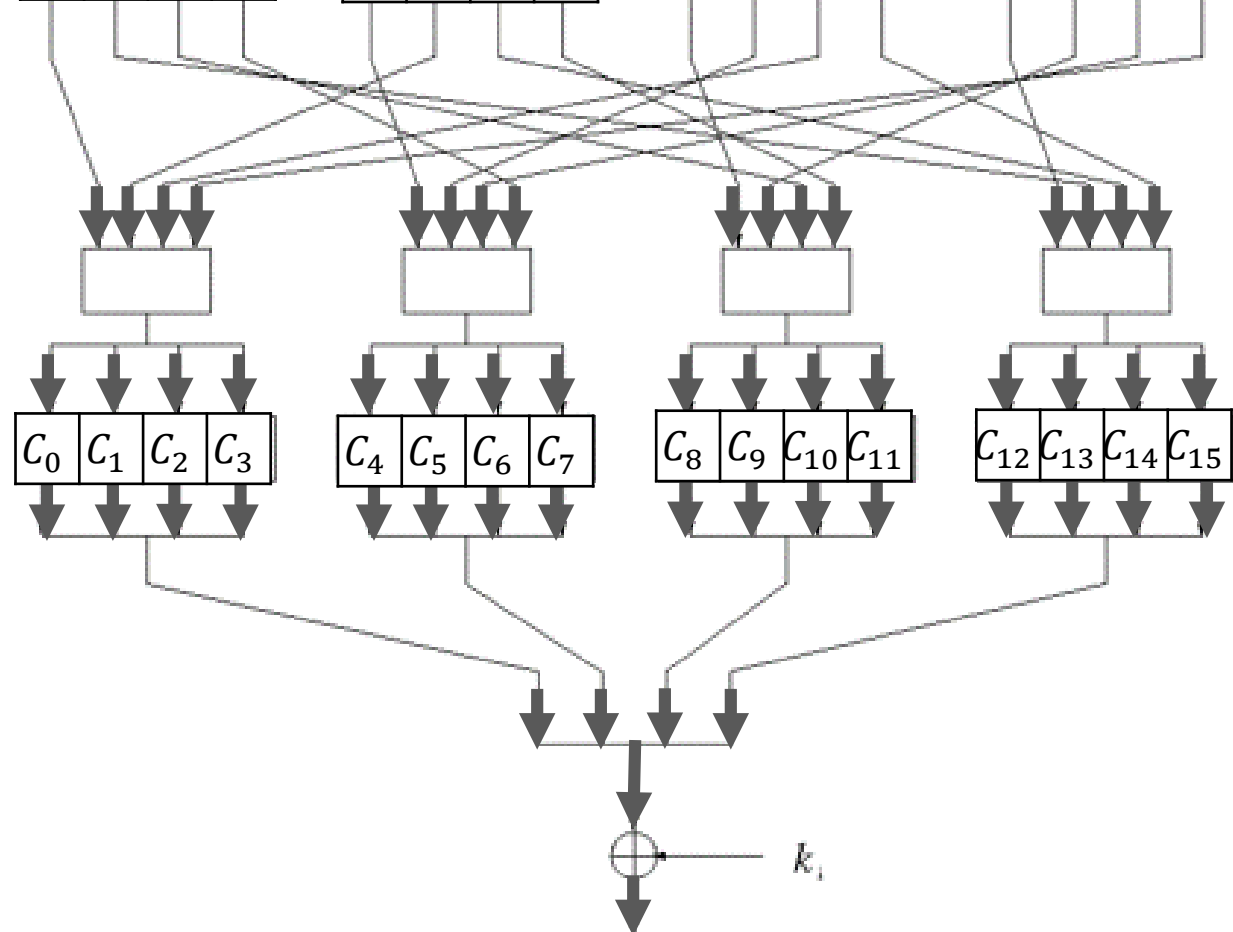 C₀ C₁ C₂ C₃ C₄ C₅ C₆ C₇ C₈ C₉ C₁₀ C₁₁ C₁₂ C₁₃ C₁₄ C₁₅
kᵢ